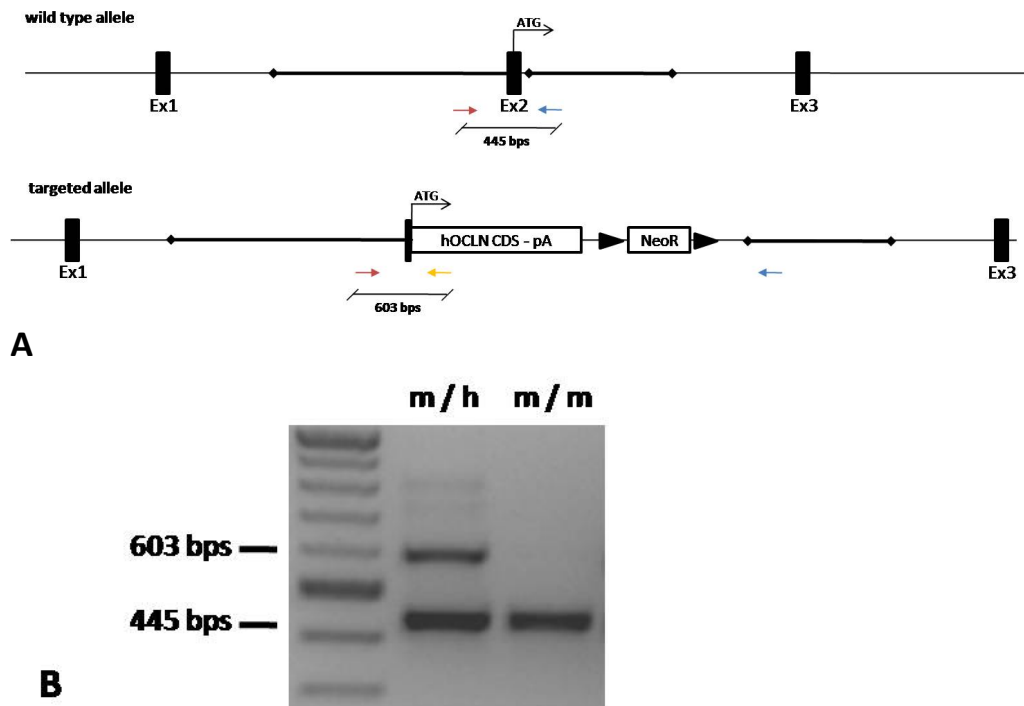 wild type allele
ATG
Ex1
Ex2
Ex3
445 bps
targeted allele
ATG
hOCLN CDS – pA
NeoR
Ex1
Ex3
603 bps
A
m / h m / m
603 bps
445 bps
B